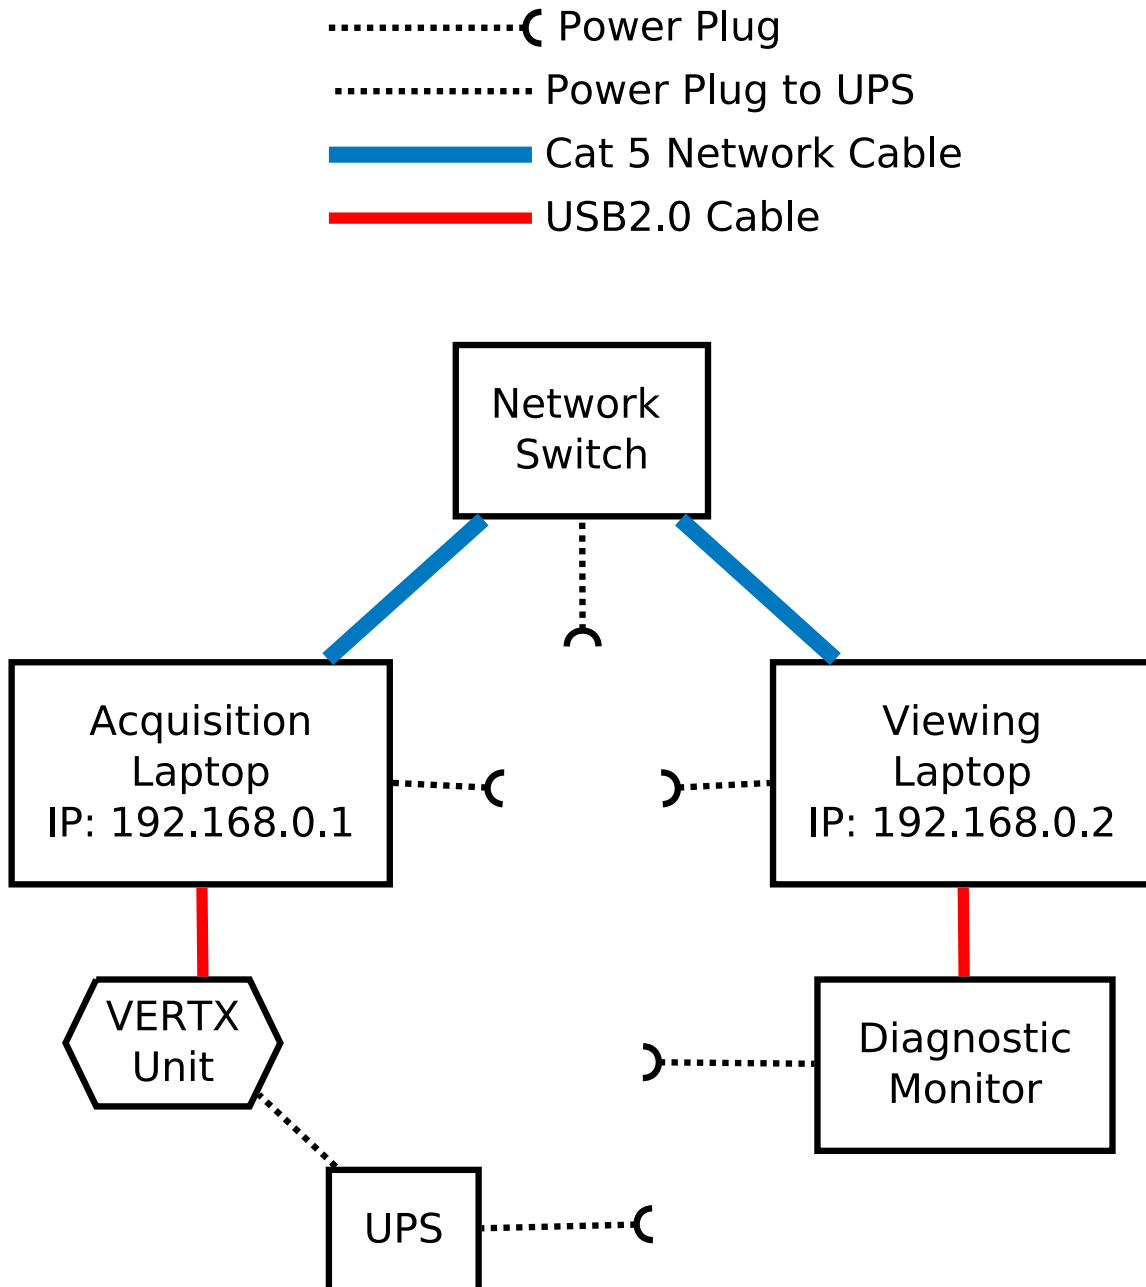 Power Plug
Power Plug to UPS
Cat 5 Network Cable
USB2.0 Cable
Network
Switch
Acquisition
Laptop
IP: 192.168.0.1
Viewing
Laptop
IP: 192.168.0.2
VERTX
Unit
Diagnostic
Monitor
UPS